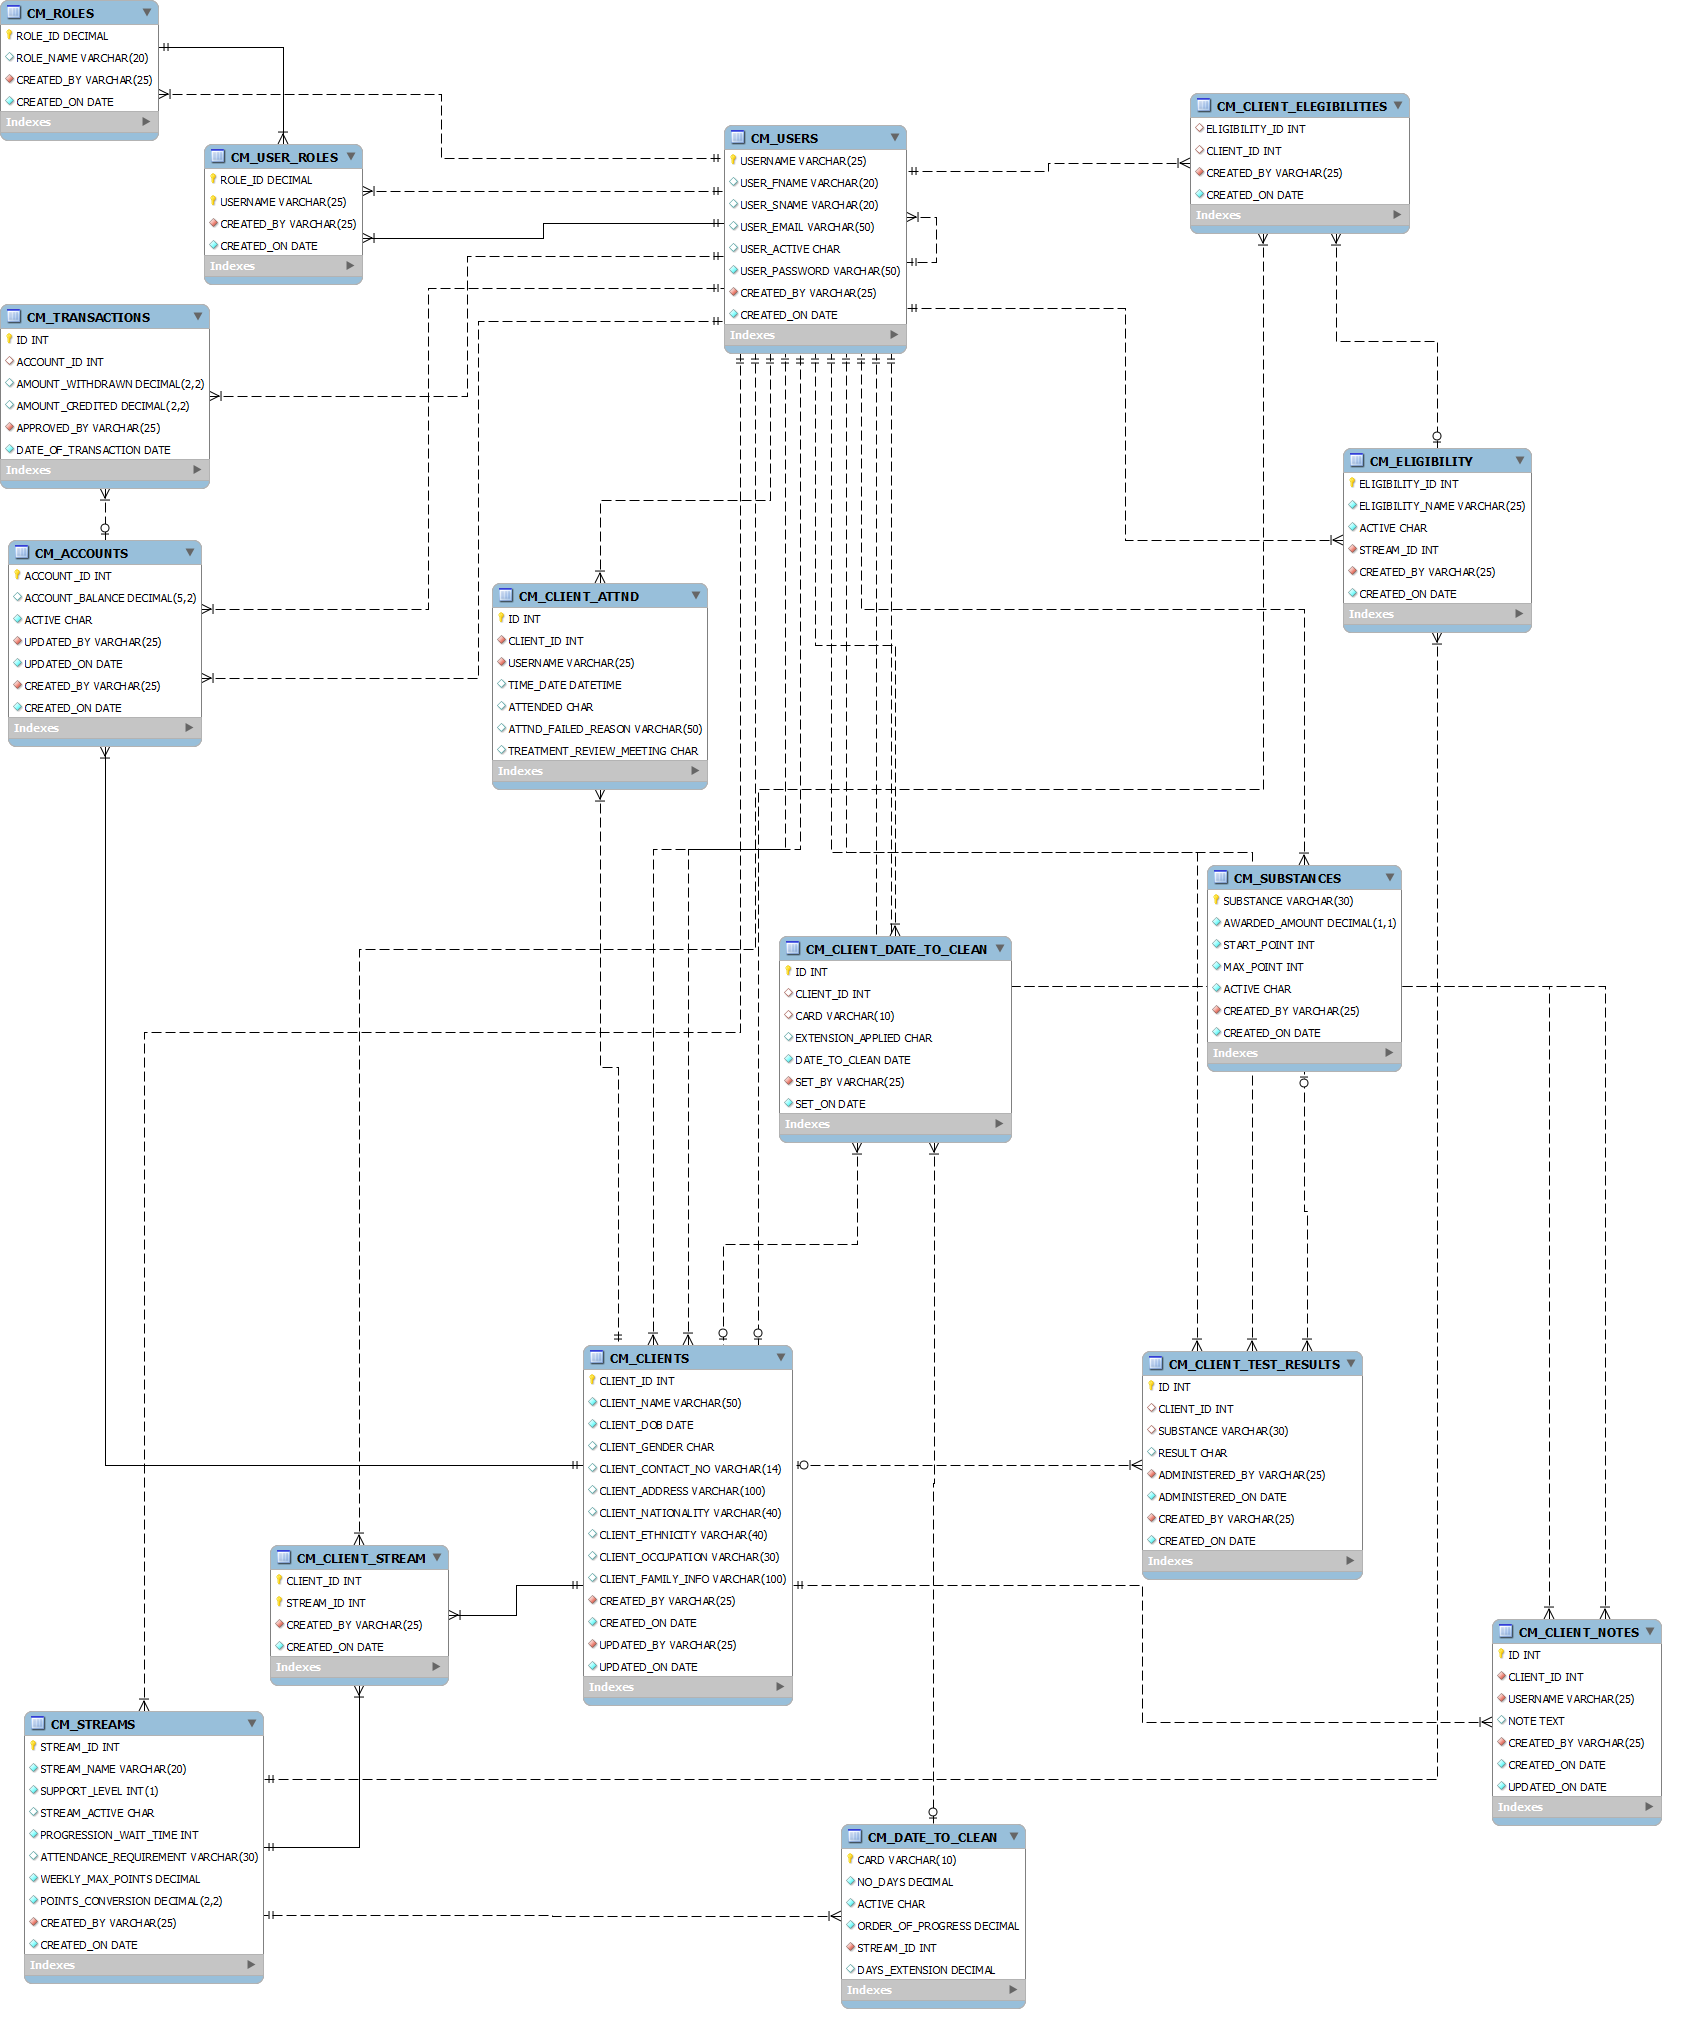 CM_ROLES
ROLE_ID DECIMAL
ROLE_NAME VARCHAR(20)
CREATED_BY VARCHAR(25)
CREATED_ON DATE
Indexes
CM_USER_ROLES
ROLE_ID DECIMAL
USERNAME VARCHAR(25)
CREATED_BY VARCHAR(25)
CREATED_ON DATE
Indexes
CM_USERS
USERNAME VARCHAR(25)
USER_FNAME VARCHAR(20)
USER_SNAME VARCHAR(20)
USER_EMAIL VARCHAR(50)
USER_ACTIVE CHAR
USER_PASSWORD VARCHAR(50)
CREATED_BY VARCHAR(25)
CREATED_ON DATE
Indexes
CM_CLIENT_ELEGIBILITIES
ELIGIBILITY_ID INT
CLIENT_ID INT
CREATED_BY VARCHAR(25)
CREATED_ON DATE
Indexes
CM_TRANSACTIONS
ID INT
ACCOUNT_ID INT
AMOUNT_WITHDRAWN DECIMAL(2,2)
AMOUNT_CREDITED DECIMAL(2,2)
APPROVED_BY VARCHAR(25)
DATE_OF_TRANSACTION DATE
Indexes
CM_ELIGIBILITY
ELIGIBILITY_ID INT
ELIGIBILITY_NAME VARCHAR(25)
ACTIVE CHAR
STREAM_ID INT
CREATED_BY VARCHAR(25)
CREATED_ON DATE
Indexes
CM_ACCOUNTS
ACCOUNT_ID INT
ACCOUNT_BALANCE DECIMAL(5,2)
ACTIVE CHAR
UPDATED_BY VARCHAR(25)
UPDATED_ON DATE
CREATED_BY VARCHAR(25)
CREATED_ON DATE
Indexes
CM_CLIENT_ATTND
ID INT
CLIENT_ID INT
USERNAME VARCHAR(25)
TIME_DATE DATETIME
ATTENDED CHAR
ATTND_FAILED_REASON VARCHAR(50)
TREATMENT_REVIEW_MEETING CHAR
Indexes
CM_SUBSTANCES
SUBSTANCE VARCHAR(30)
AWARDED_AMOUNT DECIMAL(1,1)
START_POINT INT
MAX_POINT INT
ACTIVE CHAR
CREATED_BY VARCHAR(25)
CREATED_ON DATE
Indexes
CM_CLIENT_DATE_TO_CLEAN
ID INT
CLIENT_ID INT
CARD VARCHAR(10)
EXTENSION_APPLIED CHAR
DATE_TO_CLEAN DATE
SET_BY VARCHAR(25)
SET_ON DATE
Indexes
CM_CLIENTS
CLIENT_ID INT
CLIENT_NAME VARCHAR(50)
CLIENT_DOB DATE
CLIENT_GENDER CHAR
CLIENT_CONTACT_NO VARCHAR(14)
CLIENT_ADDRESS VARCHAR(100)
CLIENT_NATIONALITY VARCHAR(40)
CLIENT_ETHNICITY VARCHAR(40)
CLIENT_OCCUPATION VARCHAR(30)
CLIENT_FAMILY_INFO VARCHAR(100)
CREATED_BY VARCHAR(25)
CREATED_ON DATE
UPDATED_BY VARCHAR(25)
UPDATED_ON DATE
Indexes
CM_CLIENT_TEST_RESULTS
ID INT
CLIENT_ID INT
SUBSTANCE VARCHAR(30)
RESULT CHAR
ADMINISTERED_BY VARCHAR(25)
ADMINISTERED_ON DATE
CREATED_BY VARCHAR(25)
CREATED_ON DATE
Indexes
CM_CLIENT_STREAM
CLIENT_ID INT
STREAM_ID INT
CREATED_BY VARCHAR(25)
CREATED_ON DATE
Indexes
CM_CLIENT_NOTES
ID INT
CLIENT_ID INT
USERNAME VARCHAR(25)
NOTE TEXT
CREATED_BY VARCHAR(25)
CREATED_ON DATE
UPDATED_ON DATE
Indexes
CM_STREAMS
STREAM_ID INT
STREAM_NAME VARCHAR(20)
SUPPORT_LEVEL INT(1)
STREAM_ACTIVE CHAR
PROGRESSION_WAIT_TIME INT
ATTENDANCE_REQUIREMENT VARCHAR(30)
WEEKLY_MAX_POINTS DECIMAL
POINTS_CONVERSION DECIMAL(2,2)
CREATED_BY VARCHAR(25)
CREATED_ON DATE
Indexes
CM_DATE_TO_CLEAN
CARD VARCHAR(10)
NO_DAYS DECIMAL
ACTIVE CHAR
ORDER_OF_PROGRESS DECIMAL
STREAM_ID INT
DAYS_EXTENSION DECIMAL
Indexes